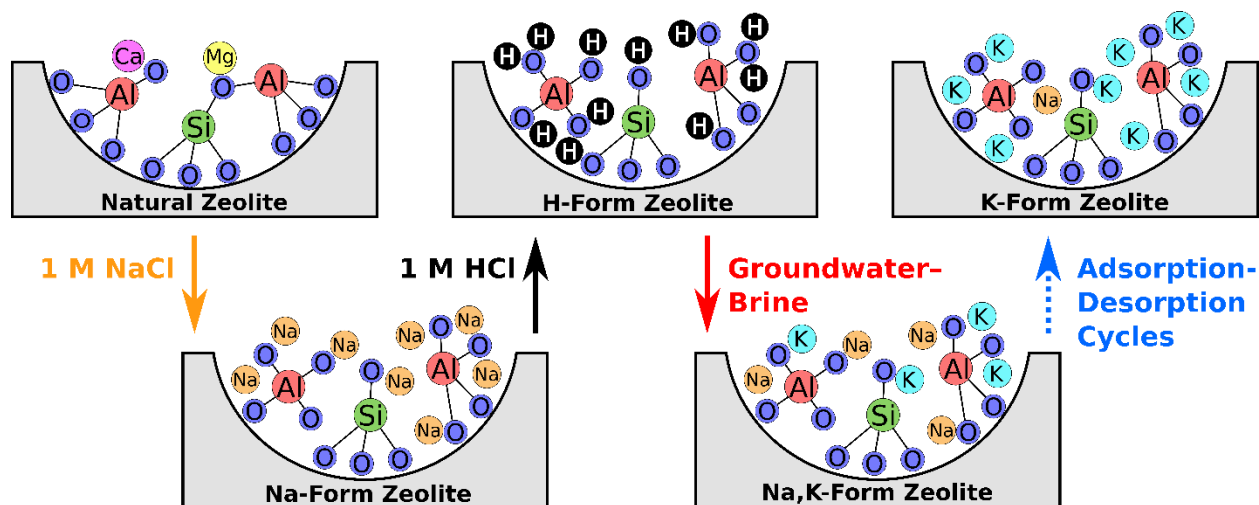 Ca Mg
O O O Al O
Al
O Si O
O O
O O O
Natural Zeolite
H
H H H O H
H O O O
H O Al H
Al
O H O Si H O
H H O
O O O
H-Form Zeolite
K K O K
O O O
K Al Na K Al K
O O Si K O
K O
O O O
K-Form Zeolite
1 M NaCl
1 M HCl
Groundwater–
Brine
Adsorption-
Desorption
Cycles
Na Na Na O Na
O O O
Na Al O Na Al Na
O O Si Na O O
O O O
Na-Form Zeolite
K Na Na O K
O O O
Na Al O K Al K
O O Si Na O O
O O O
Na,K-Form Zeolite